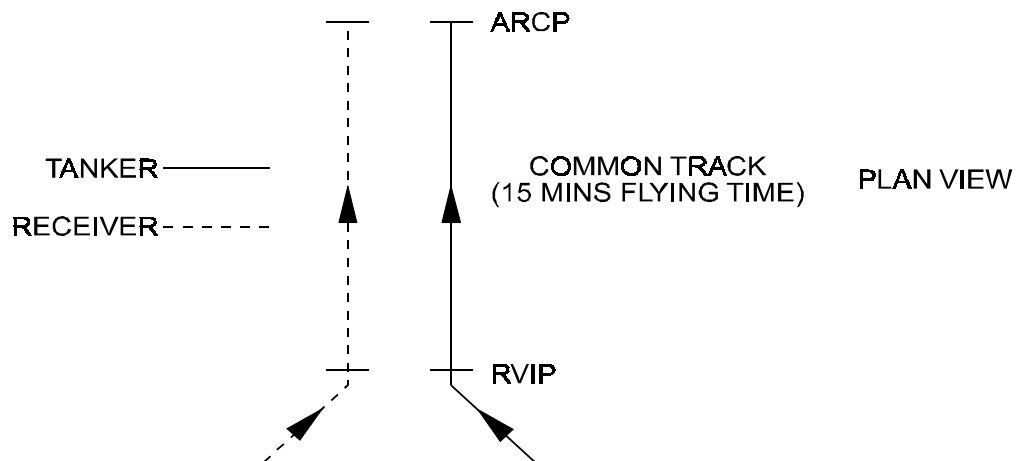 ARCP
TANKER
COMMON TRACK
(15 MINS FLYING TIME)
PLAN VIEW
RECEIVER
RVIP